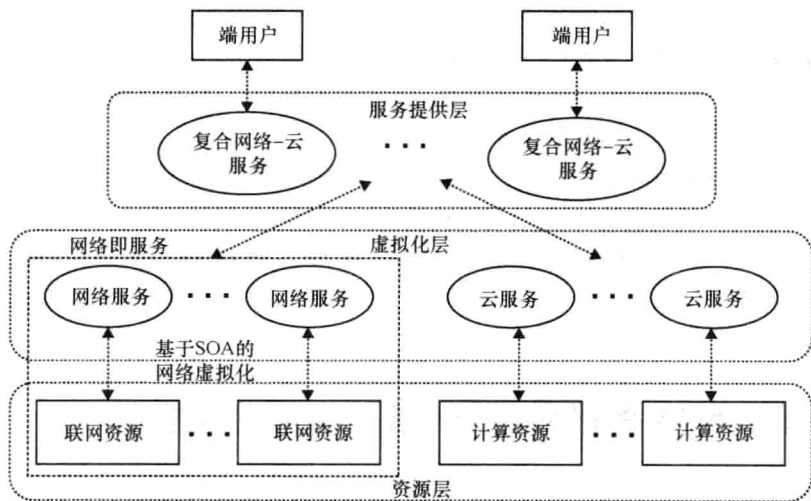 端用户
端用户
服务提供层
复合网络-云
服务
复合网络-云
服务
网络即服务
虚拟化层
网络服务
网络服务
云服务
云服务
基于SOA的
网络虚拟化
联网资源
联网资源
计算资源
计算资源
资源层